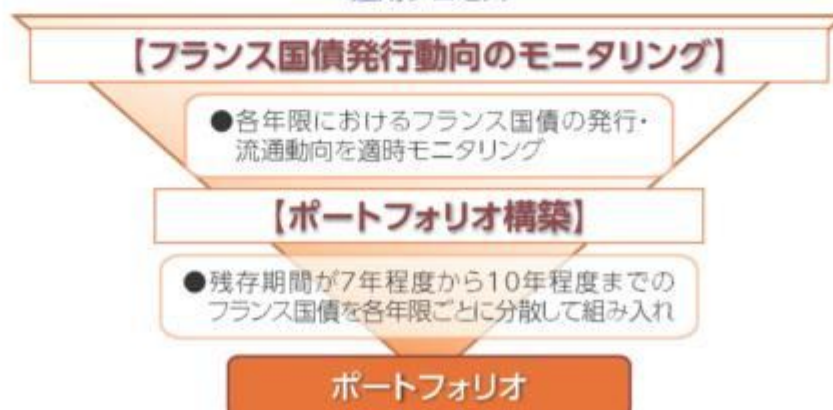 【フランス国債発行動向のモニタリング】
●各年限におけるフランス国債の発行・
流通動向を適時モニタリング
【ポートフォリオ構築】
●残存期間が7年程度から10年程度までの
フランス国債を各年限ごとに分散して組み入れ
ポートフォリオ